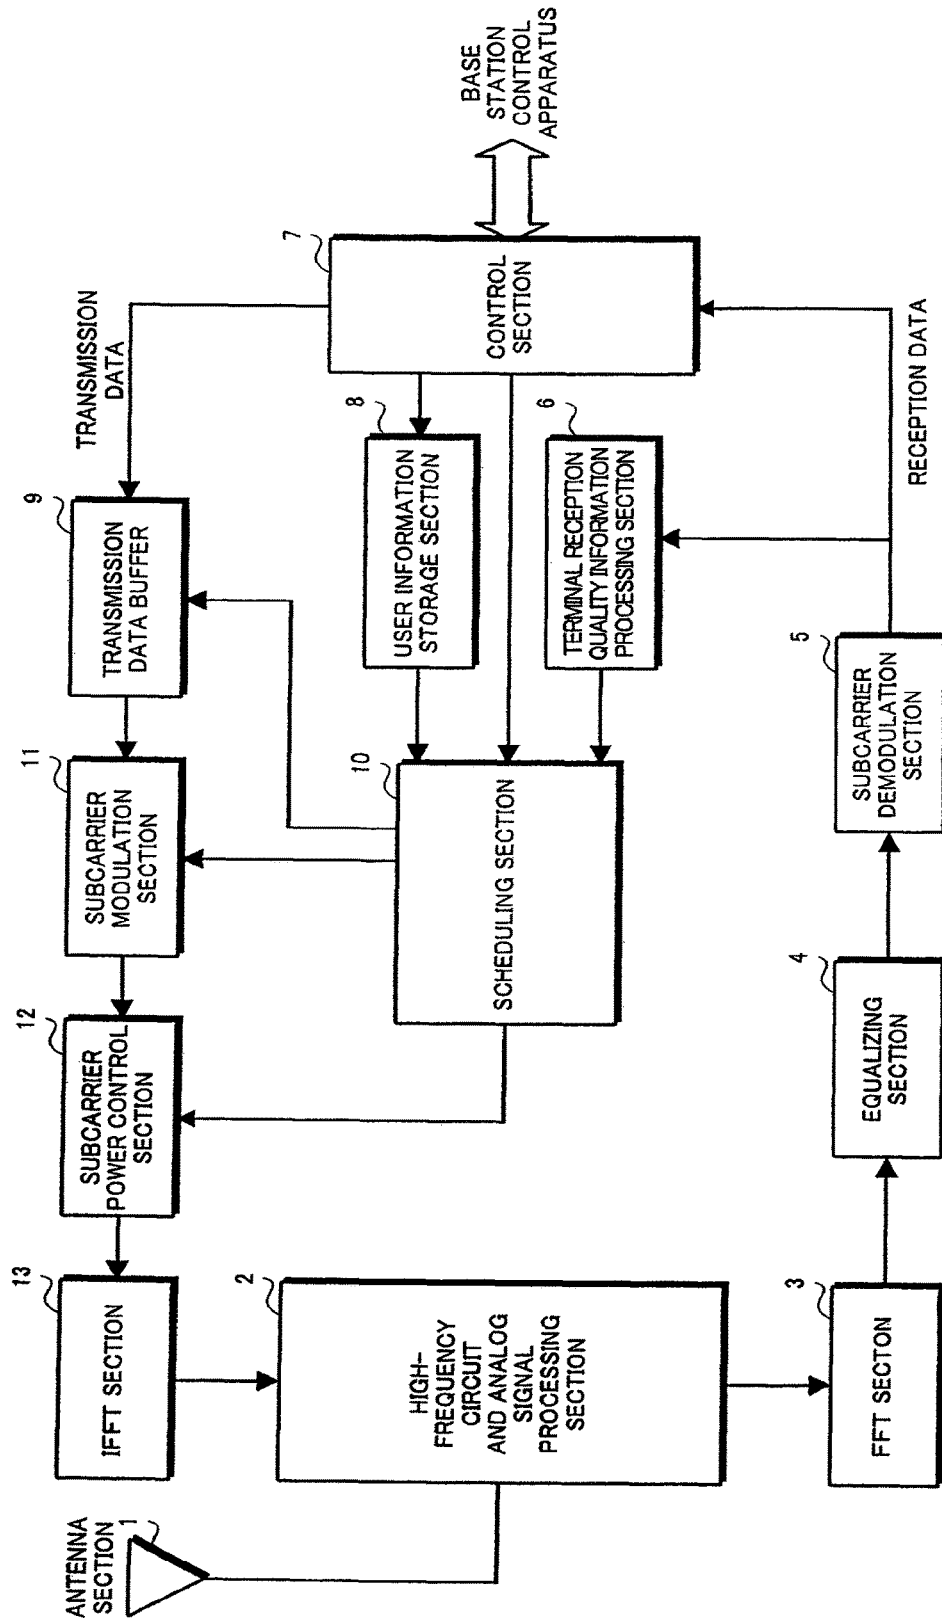 ANTENNA
SECTION
1
IFFT SECTION
13
SUBCARRIER
POWER CONTROL
SECTION
12
SUBCARRIER
MODULATION
SECTION
11
TRANSMISSION
DATA BUFFER
9
TRANSMISSION
DATA
HIGH-
FREQUENCY
CIRCUIT
AND ANALOG
SIGNAL
PROCESSING
SECTION
2
SCHEDULING SECTION
10
USER INFORMATION
STORAGE SECTION
8
TERMINAL RECEPTION
QUALITY INFORMATION
PROCESSING SECTION
6
CONTROL
SECTION
7
BASE
STATION
CONTROL
APPARATUS
FFT SECTON
3
EQUALIZING
SECTION
4
SUBCARRIER
DEMODULATION
SECTION
5
RECEPTION DATA